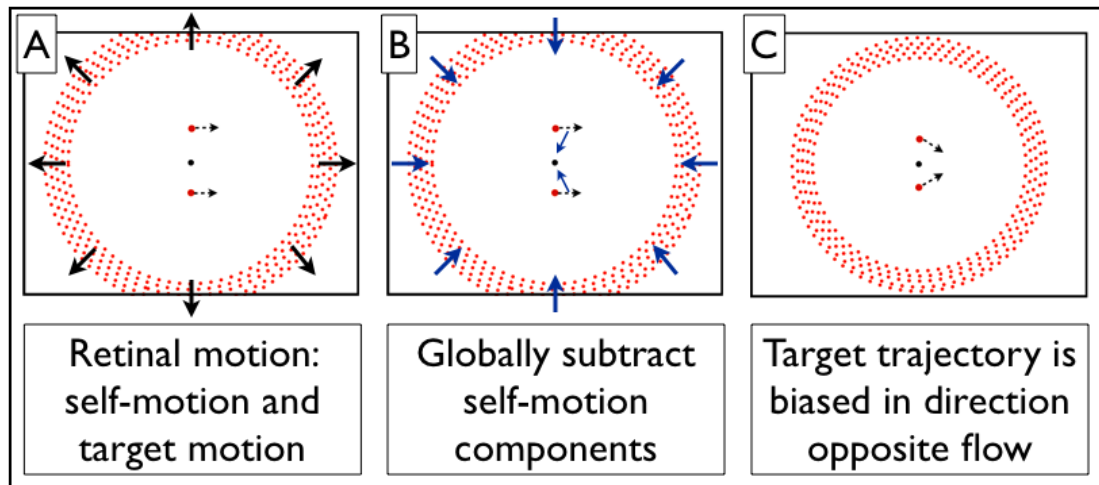 A
B
C
Retinal motion:
self-motion and
target motion
Globally subtract
self-motion
components
Target trajectory is
biased in direction
opposite flow